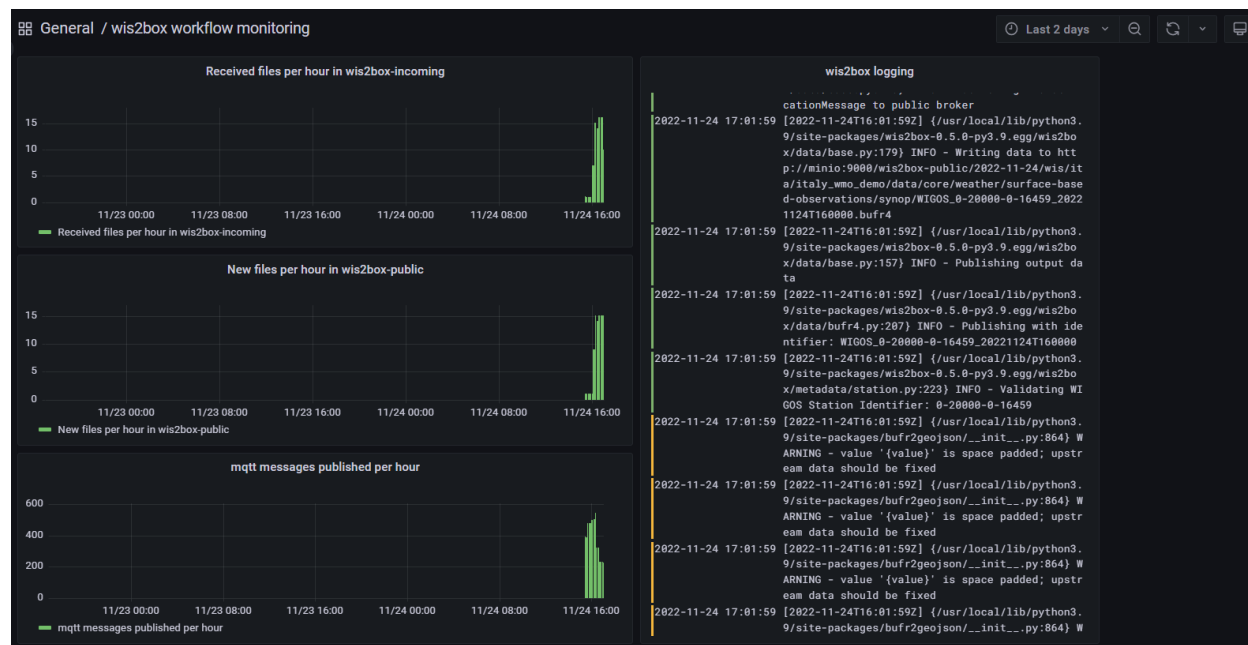 General / wis2box workflow monitoring
Last 2 days
Received files per hour in wis2box-incoming
15
10
5
0
11/23 00:00 11/23 08:00 11/23 16:00 11/24 00:00 11/24 08:00 11/24 16:00
Received files per hour in wis2box-incoming
New files per hour in wis2box-public
15
10
5
0
11/23 00:00 11/23 08:00 11/23 16:00 11/24 00:00 11/24 08:00 11/24 16:00
New files per hour in wis2box-public
mqtt messages published per hour
600
400
200
0
11/23 00:00 11/23 08:00 11/23 16:00 11/24 00:00 11/24 08:00 11/24 16:00
mqtt messages published per hour
wis2box logging
cationMessage to public broker
2022-11-24 17:01:59 [2022-11-24T16:01:59Z] {/usr/local/lib/python3.
9/site-packages/wis2box-0.5.0-py3.9.egg/wis2bo
x/data/base.py:179} INFO - Writing data to htt
p://minio:9000/wis2box-public/2022-11-24/wis/it
a/italy_wmo_demo/data/core/weather/surface-base
d-observations/synop/WIGOS_0-20000-0-16459_2022
1124T160000.bufr4
2022-11-24 17:01:59 [2022-11-24T16:01:59Z] {/usr/local/lib/python3.
9/site-packages/wis2box-0.5.0-py3.9.egg/wis2bo
x/data/base.py:157} INFO - Publishing output da
ta
2022-11-24 17:01:59 [2022-11-24T16:01:59Z] {/usr/local/lib/python3.
9/site-packages/wis2box-0.5.0-py3.9.egg/wis2bo
x/data/bufr4.py:207} INFO - Publishing with ide
ntifier: WIGOS_0-20000-0-16459_20221124T160000
2022-11-24 17:01:59 [2022-11-24T16:01:59Z] {/usr/local/lib/python3.
9/site-packages/wis2box-0.5.0-py3.9.egg/wis2bo
x/metadata/station.py:223} INFO - Validating WI
GOS Station Identifier: 0-20000-0-16459
2022-11-24 17:01:59 [2022-11-24T16:01:59Z] {/usr/local/lib/python3.
9/site-packages/bufr2geojson/__init__.py:864} W
ARNING - value '{value}' is space padded; upstr
eam data should be fixed
2022-11-24 17:01:59 [2022-11-24T16:01:59Z] {/usr/local/lib/python3.
9/site-packages/bufr2geojson/__init__.py:864} W
ARNING - value '{value}' is space padded; upstr
eam data should be fixed
2022-11-24 17:01:59 [2022-11-24T16:01:59Z] {/usr/local/lib/python3.
9/site-packages/bufr2geojson/__init__.py:864} W
ARNING - value '{value}' is space padded; upstr
eam data should be fixed
2022-11-24 17:01:59 [2022-11-24T16:01:59Z] {/usr/local/lib/python3.
9/site-packages/bufr2geojson/__init__.py:864} W